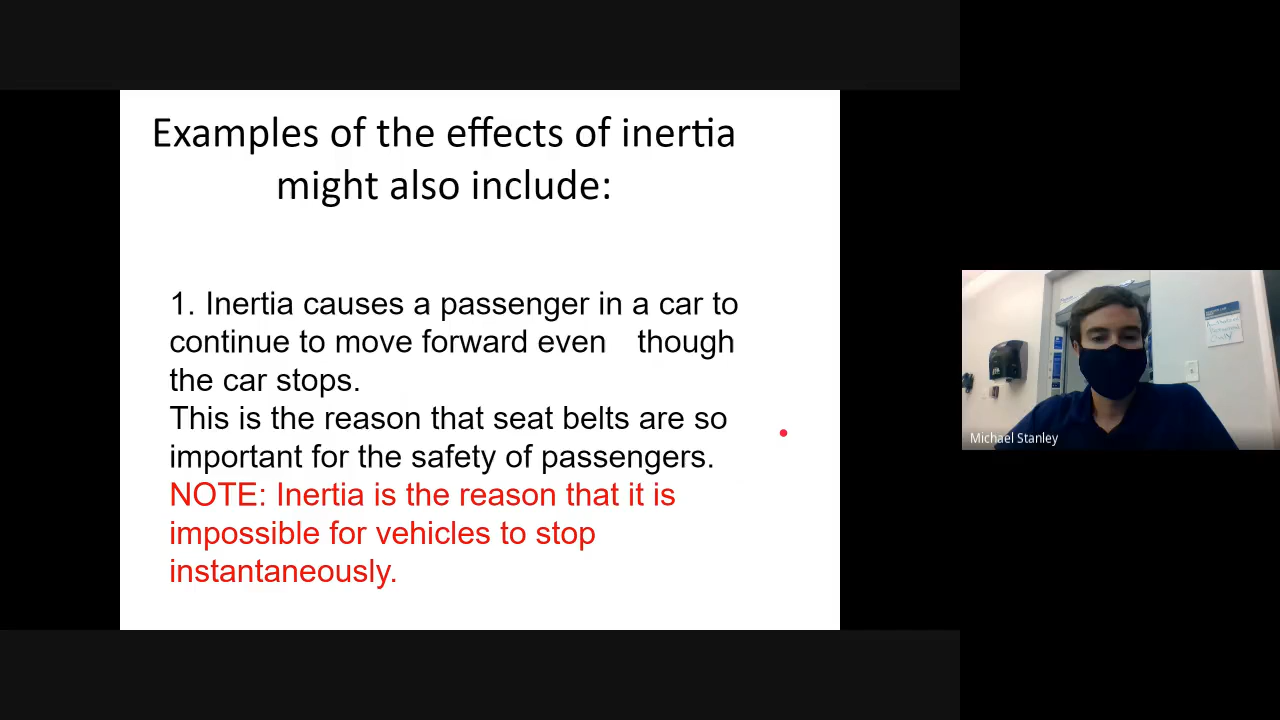 Examples of the effects of inertia
might also include:
1. Inertia causes a passenger in a car to
continue to move forward even though
the car stops.
This is the reason that seat belts are so
important for the safety of passengers.
NOTE: Inertia is the reason that it is
impossible for vehicles to stop
instantaneously.
Michael Stanley